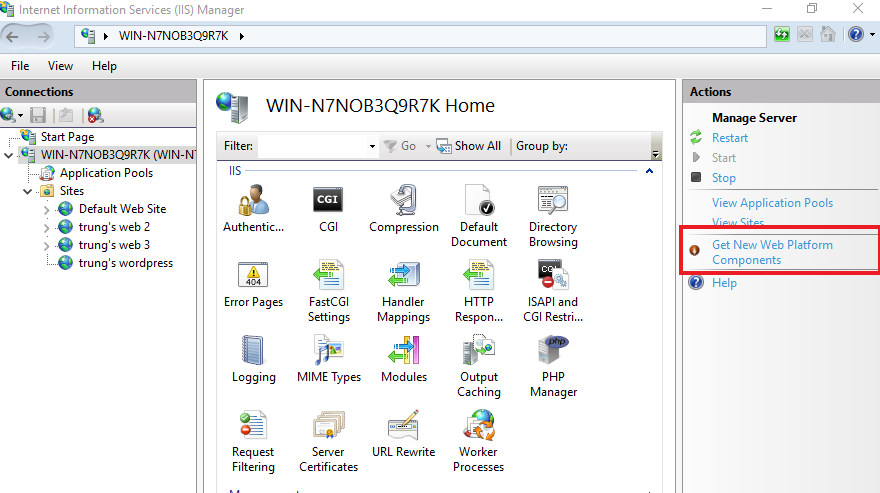 Internet Information Services (IIS) Manager
WIN-N7NOB3Q9R7K
File View Help
Connections
Start Page
WIN-N7NOB3Q9R7K (WIN-N7
Application Pools
Sites
Default Web Site
trung's web 2
trung's web 3
trung's wordpress
WIN-N7NOB3Q9R7K Home
Filter: Go Show All Group by:
IIS
Authentic... CGI Compression Default
Document Directory
Browsing
404
Error Pages FastCGI
Settings Handler
Mappings HTTP
Respon... ISAPI and
CGI Restri...
Logging MIME Types Modules Output
Caching PHP
Manager
Request
Filtering Server
Certificates URL Rewrite Worker
Processes
Actions
Manage Server
Restart
Start
Stop
View Application Pools
View Sites
Get New Web Platform
Components
Help